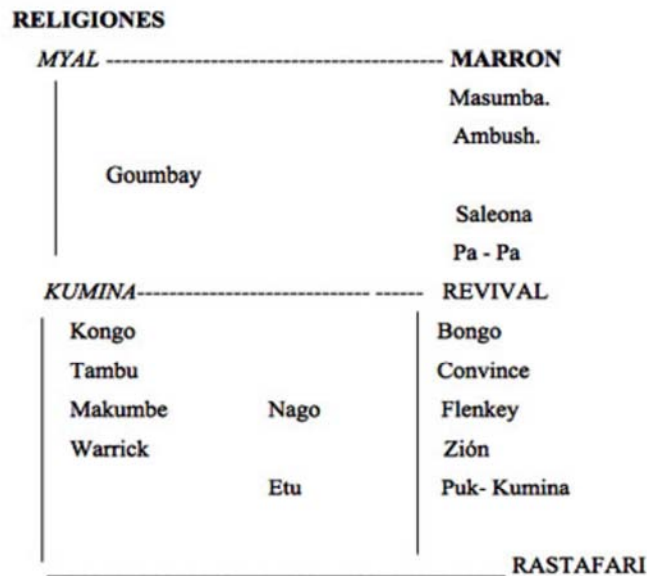 RELIGIONES
MYAL ---------------------------------------- MARRON
Masumba.
Ambush.
Goumbay
Saleona
Pa - Pa
KUMINA---------------------------- ------ REVIVAL
Kongo Bongo
Tambu Convince
Makumbe Nago Flenkey
Warrick Zión
Etu Puk- Kumina
RASTAFARI